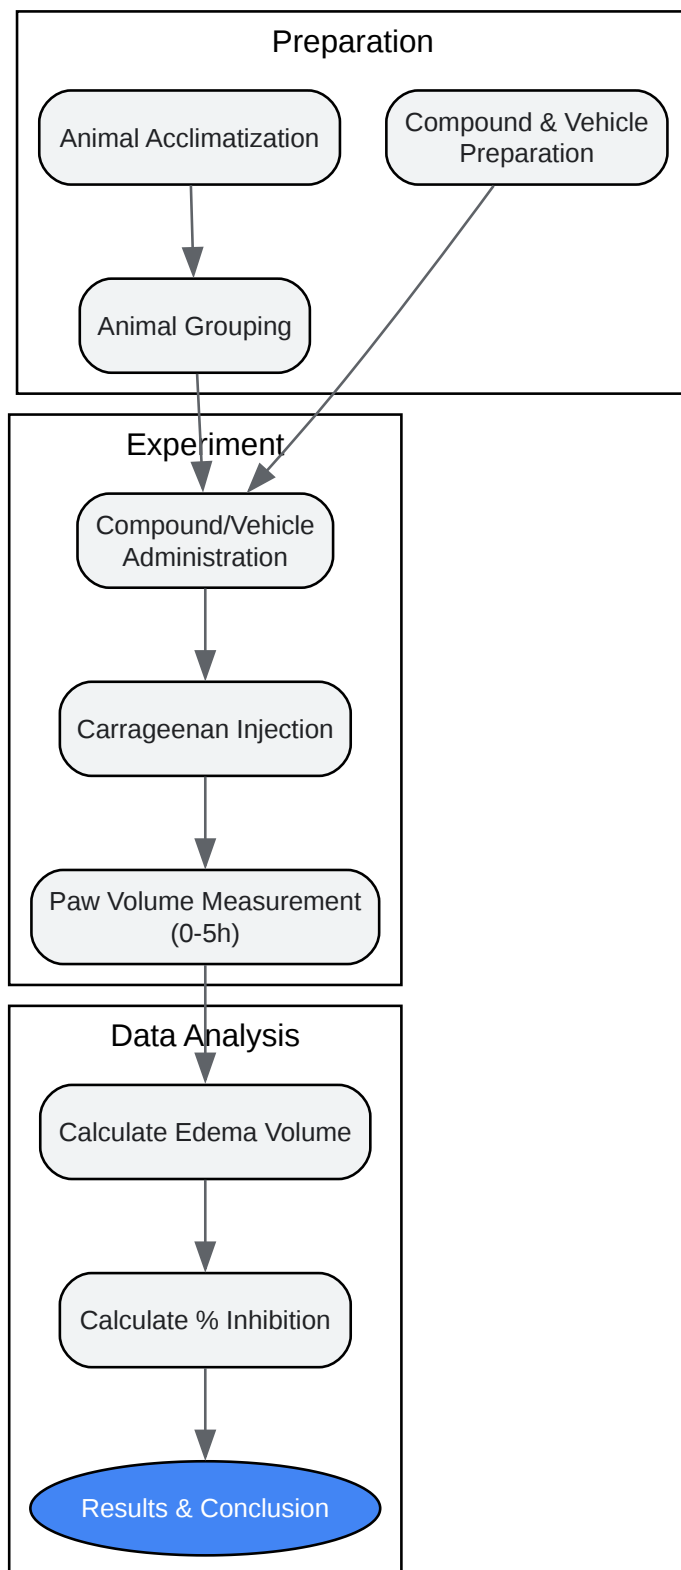 Preparation
Animal Acclimatization
Compound & Vehicle
Preparation
Animal Grouping
Experiment
Compound/Vehicle
Administration
Carrageenan Injection
Paw Volume Measurement
(0-5h)
Data Analysis
Calculate Edema Volume
Calculate % Inhibition
Results & Conclusion